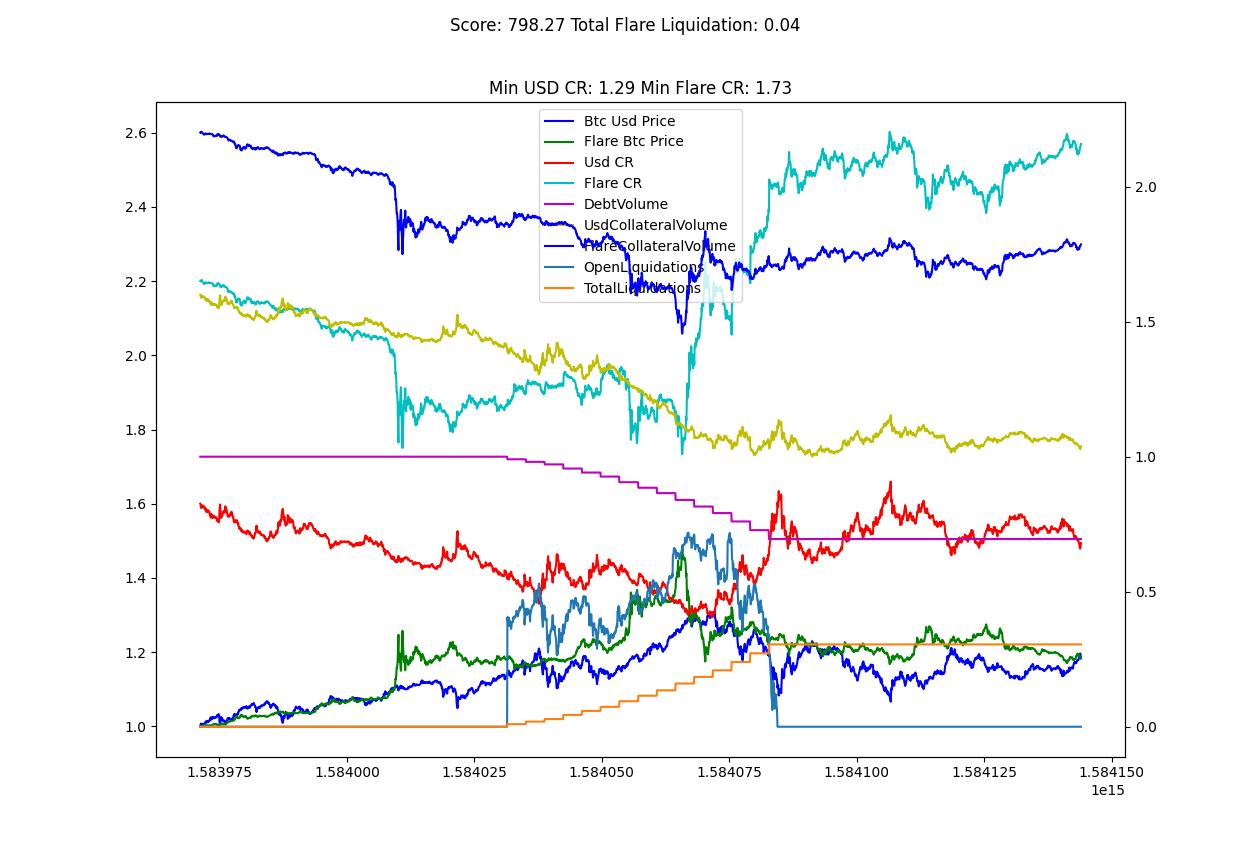 Score: 798.27 Total Flare Liquidation: 0.04
Min USD CR: 1.29 Min Flare CR: 1.73
Btc Usd Price
Flare Btc Price
Usd CR
Flare CR
DebtVolume
UsdCollateralVolume
FlareCollateralVolume
OpenLiquidations
TotalLiquidations
2.6
2.4
2.2
2.0
1.8
1.6
1.4
1.2
1.0
2.0
1.5
1.0
0.5
0.0
1.583975 1.584000 1.584025 1.584050 1.584075 1.584100 1.584125 1.584150
1e15